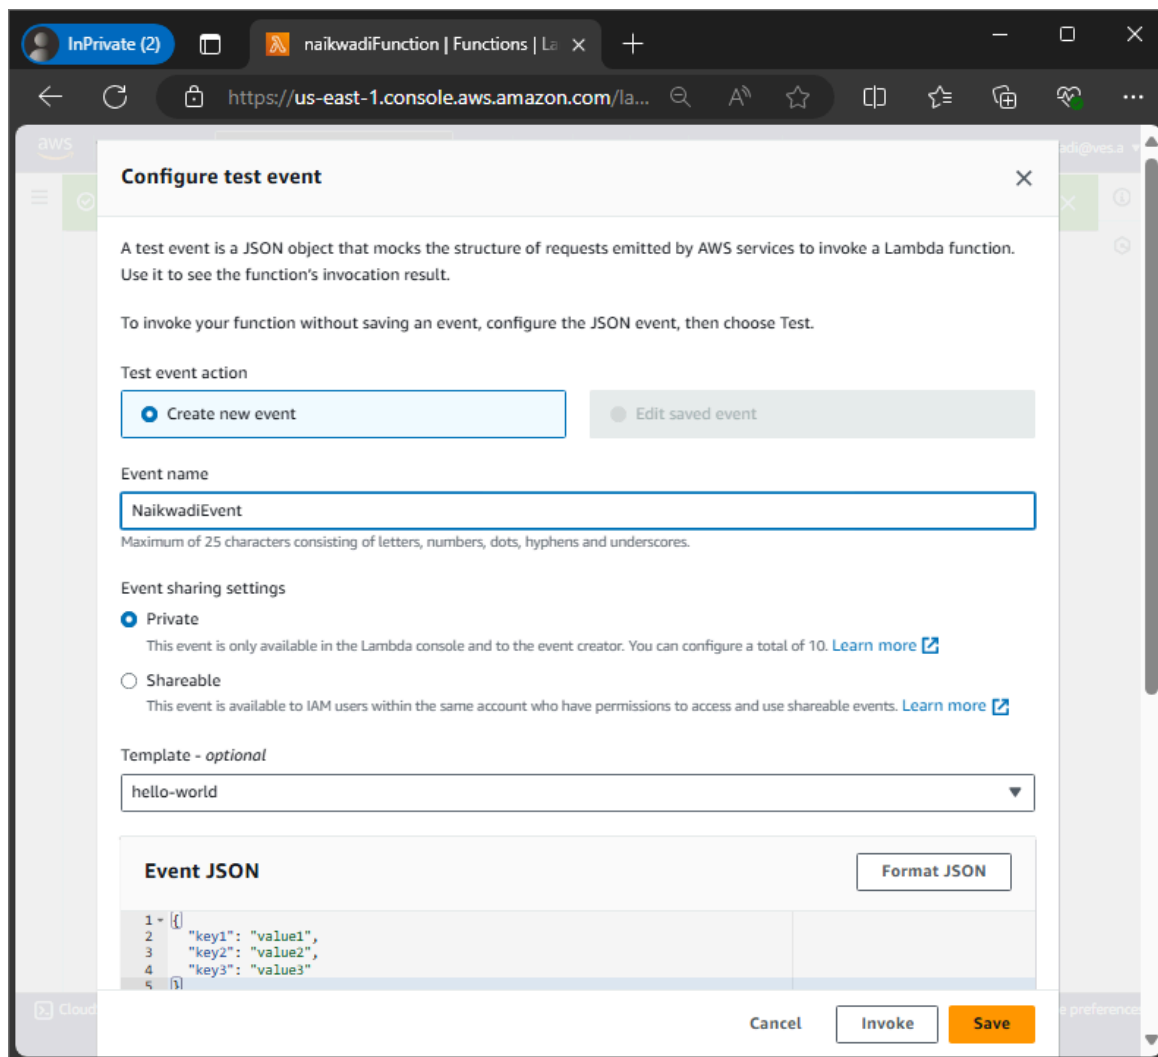 InPrivate (2)
naikwadiFunction | Functions | La
https://us-east-1.console.aws.amazon.com/la...
aws
adi@ves.a
Configure test event
A test event is a JSON object that mocks the structure of requests emitted by AWS services to invoke a Lambda function.
Use it to see the function's invocation result.
To invoke your function without saving an event, configure the JSON event, then choose Test.
Test event action
Create new event
Edit saved event
Event name
NaikwadiEvent
Maximum of 25 characters consisting of letters, numbers, dots, hyphens and underscores.
Event sharing settings
Private
This event is only available in the Lambda console and to the event creator. You can configure a total of 10. Learn more
Shareable
This event is available to IAM users within the same account who have permissions to access and use shareable events. Learn more
Template - optional
hello-world
Event JSON
Format JSON
1 {
2 "key1": "value1",
3 "key2": "value2",
4 "key3": "value3"
5 }
Cloud
e preferences
Cancel
Invoke
Save